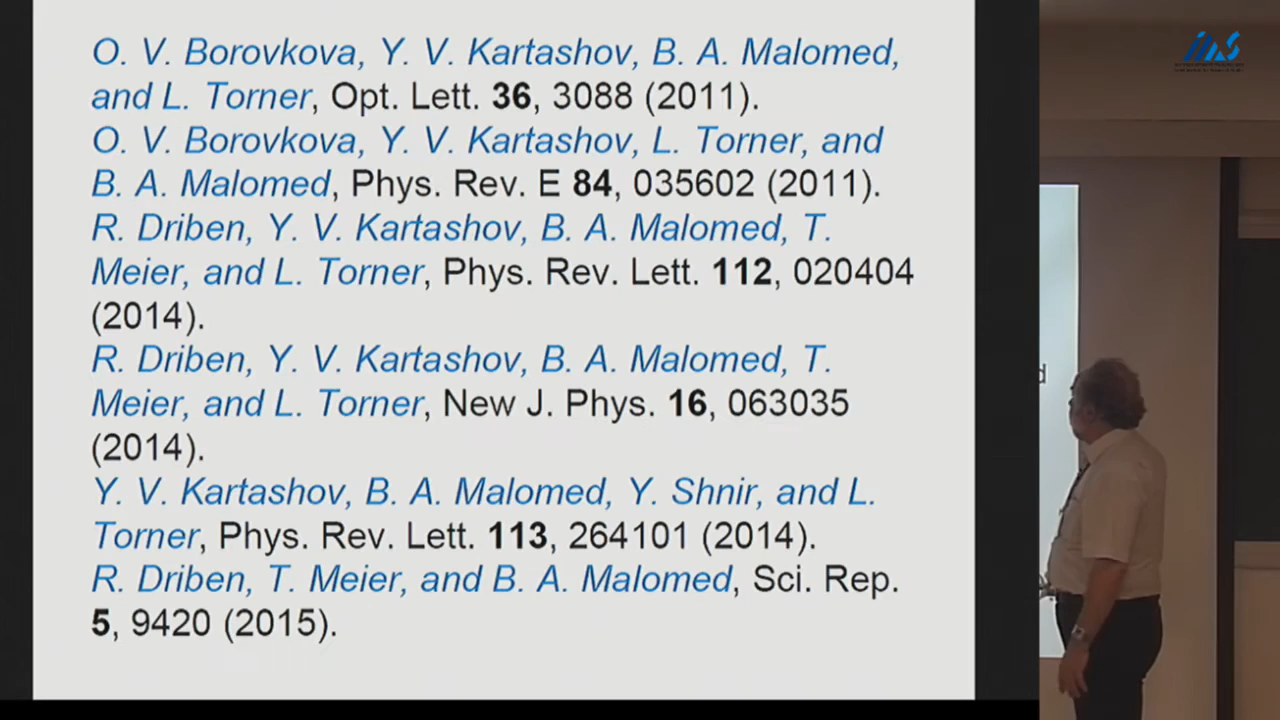 O. V. Borovkova, Y. V. Kartashov, B. A. Malomed,
and L. Torner, Opt. Lett. 36, 3088 (2011).
O. V. Borovkova, Y. V. Kartashov, L. Torner, and
B. A. Malomed, Phys. Rev. E 84, 035602 (2011).
R. Driben, Y. V. Kartashov, B. A. Malomed, T.
Meier, and L. Torner, Phys. Rev. Lett. 112, 020404
(2014).
R. Driben, Y. V. Kartashov, B. A. Malomed, T.
Meier, and L. Torner, New J. Phys. 16, 063035
(2014).
Y. V. Kartashov, B. A. Malomed, Y. Shnir, and L.
Torner, Phys. Rev. Lett. 113, 264101 (2014).
R. Driben, T. Meier, and B. A. Malomed, Sci. Rep.
5, 9420 (2015).